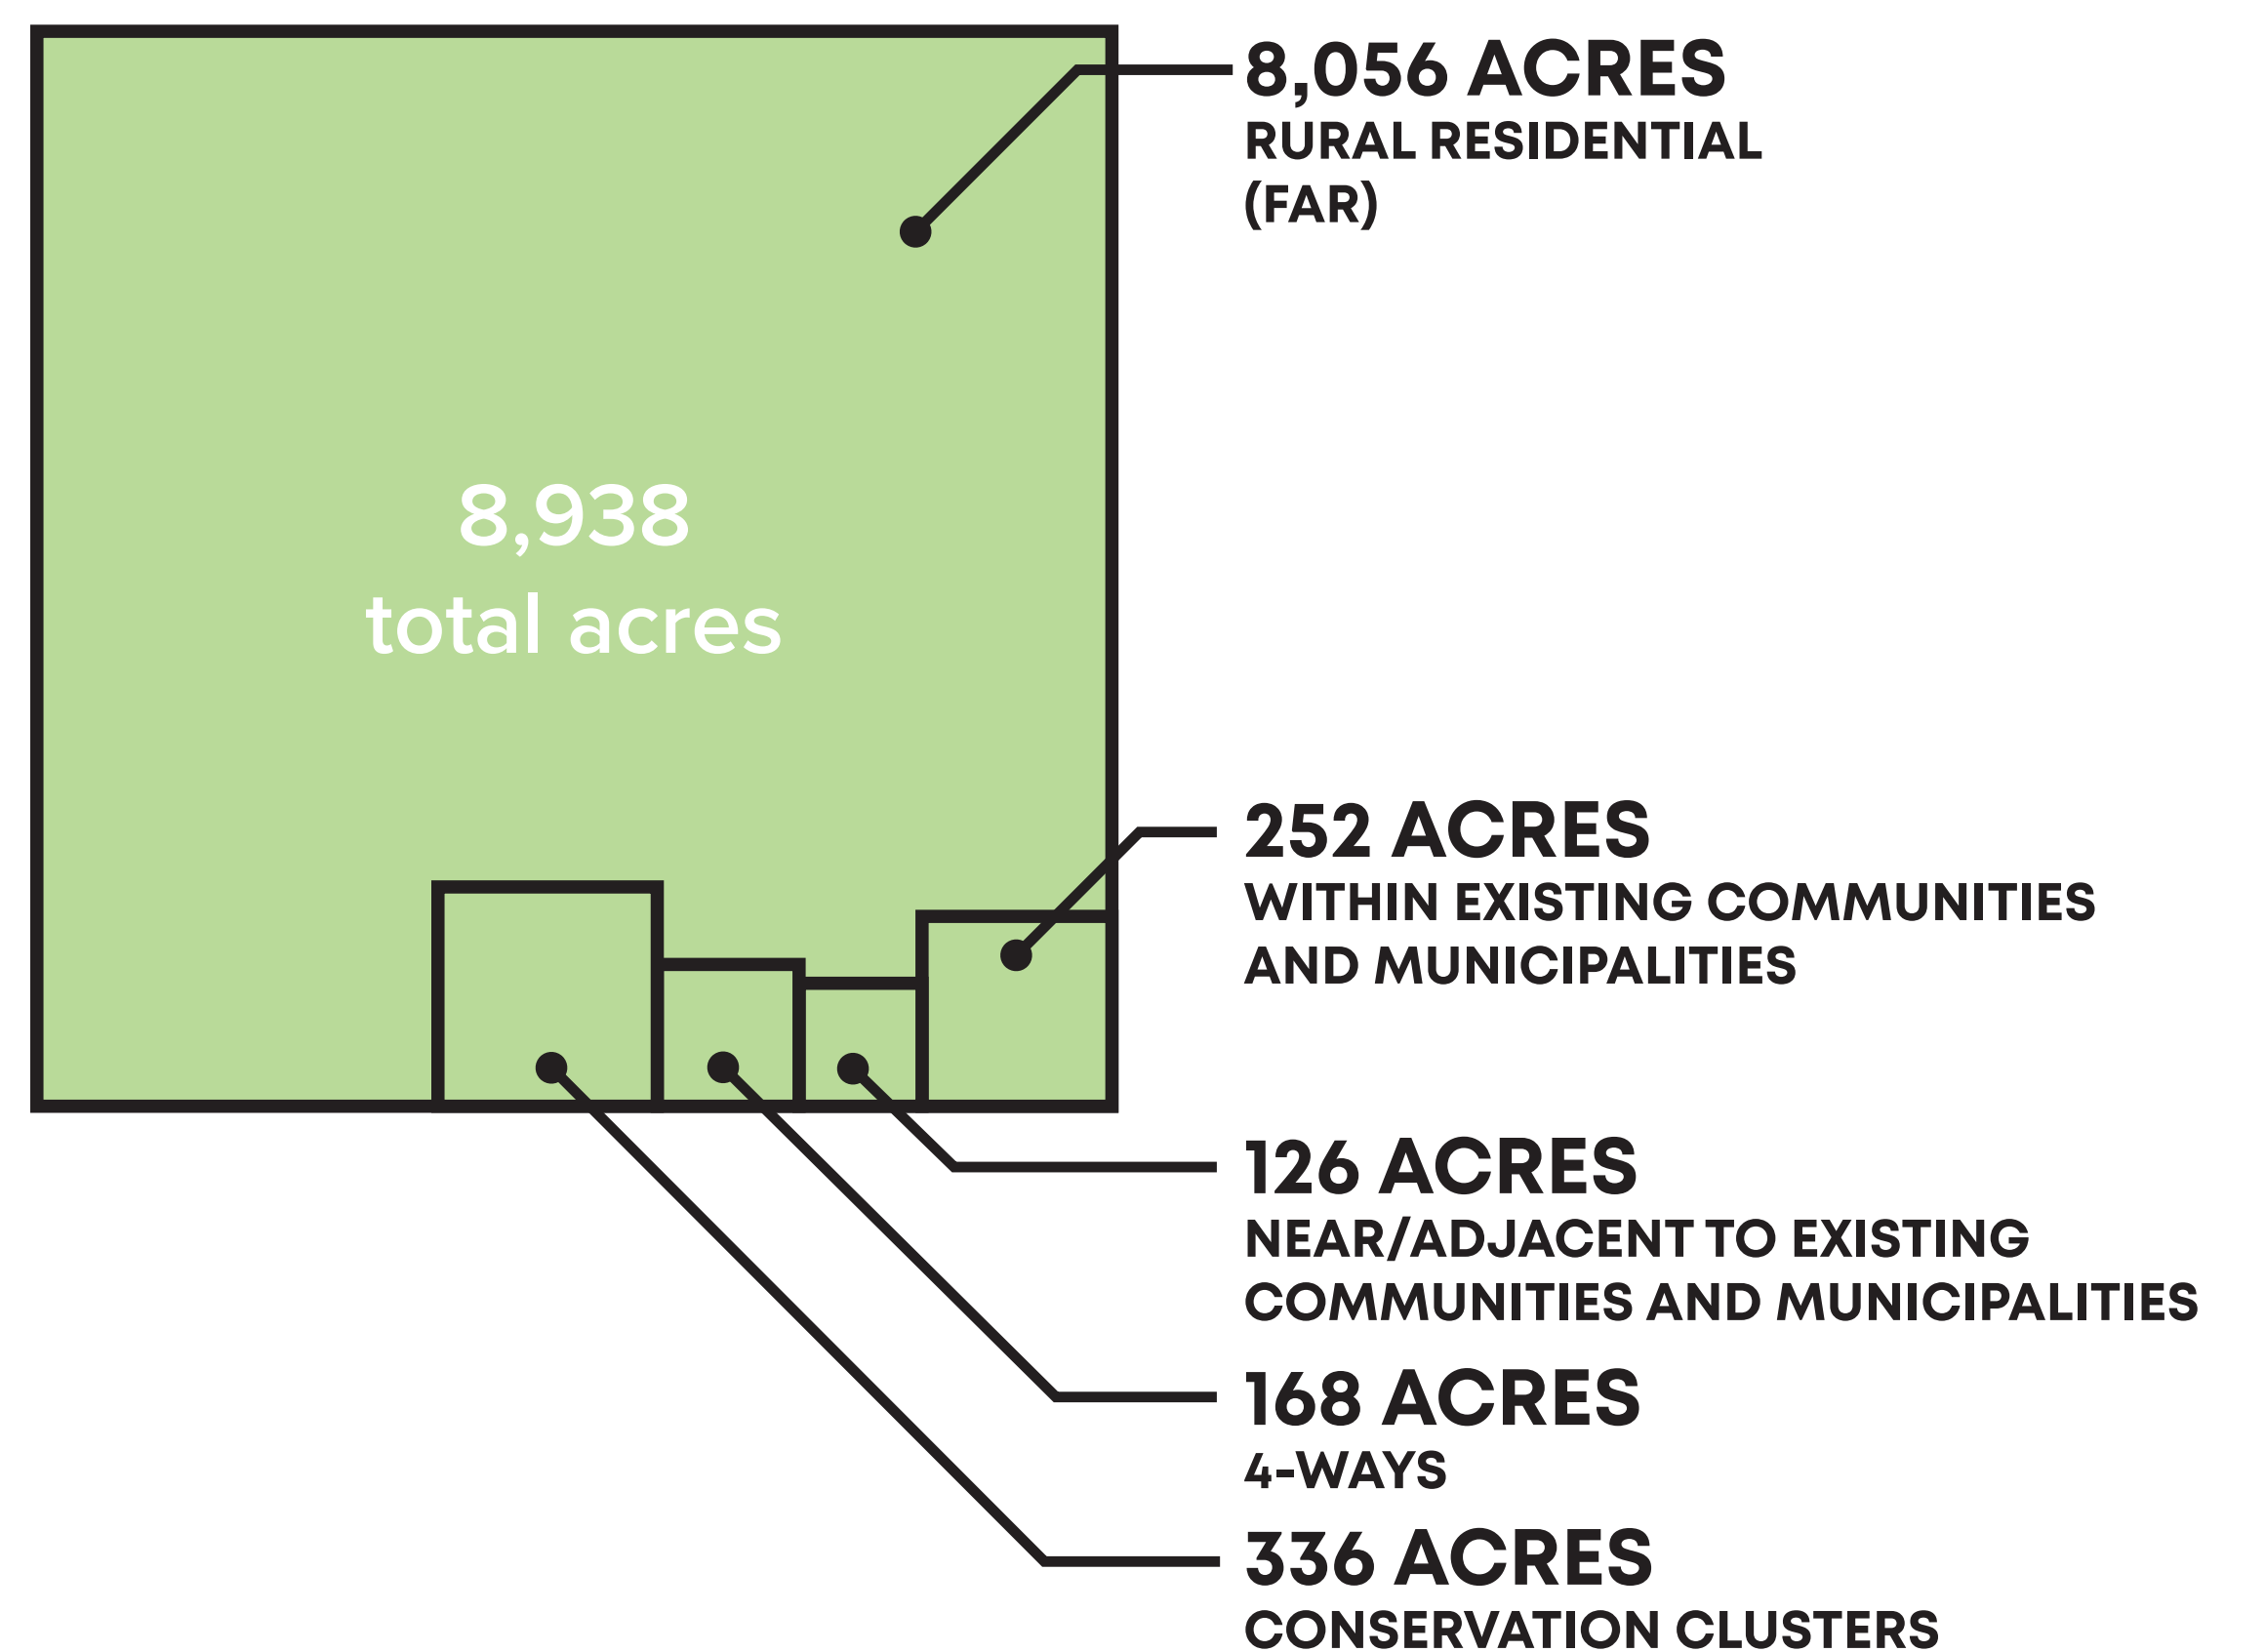 8,056 ACRES
RURAL RESIDENTIAL
(FAR)
8,938
total acres
252 ACRES
WITHIN EXISTING COMMUNITIES
AND MUNICIPALITIES
126 ACRES
NEAR/ADJACENT TO EXISTING
COMMUNITIES AND MUNICIPALITIES
168 ACRES
4-WAYS
336 ACRES
CONSERVATION CLUSTERS